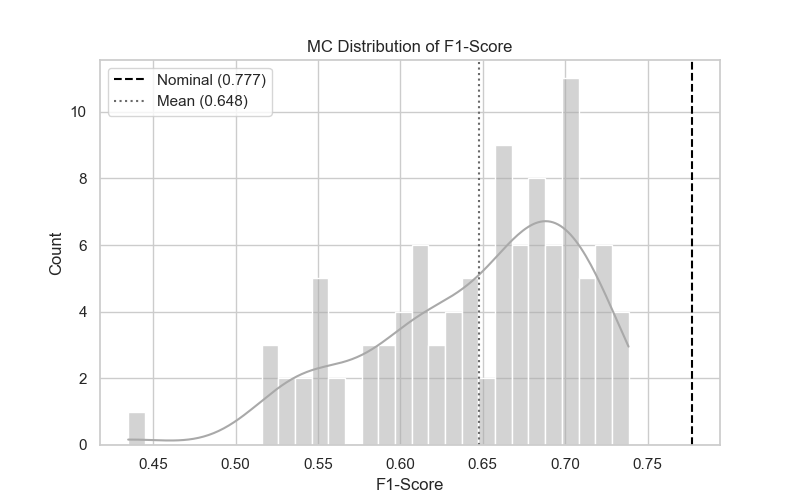 MC Distribution of F1-Score
Nominal (0.777)
Mean (0.648)
10
8
6
4
2
0
Count
0.45 0.50 0.55 0.60 0.65 0.70 0.75
F1-Score